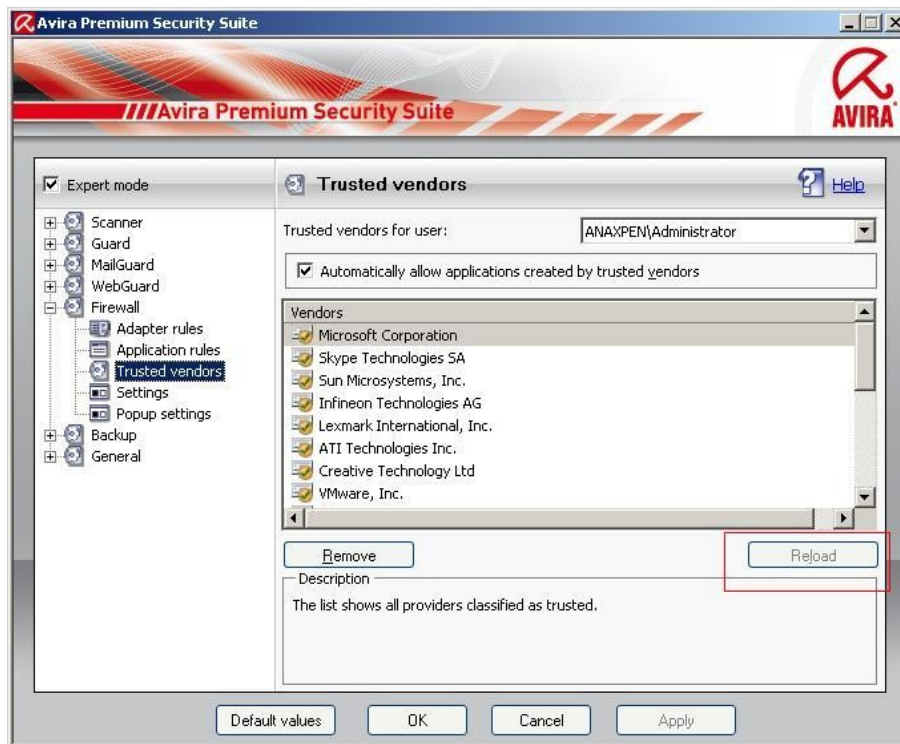 Avira Premium Security Suite
////Avira Premium Security Suite
AVIRA
Expert mode
Scanner
Guard
MailGuard
WebGuard
Firewall
Adapter rules
Application rules
Trusted vendors
Settings
Popup settings
Backup
General
Trusted vendors
Help
Trusted vendors for user:
ANAXPEN\Administrator
Automatically allow applications created by trusted vendors
Vendors
Microsoft Corporation
Skype Technologies SA
Sun Microsystems, Inc.
Infineon Technologies AG
Lexmark International, Inc.
ATI Technologies Inc.
Creative Technology Ltd
VMware, Inc.
Remove
Reload
Description
The list shows all providers classified as trusted.
Default values
OK
Cancel
Apply